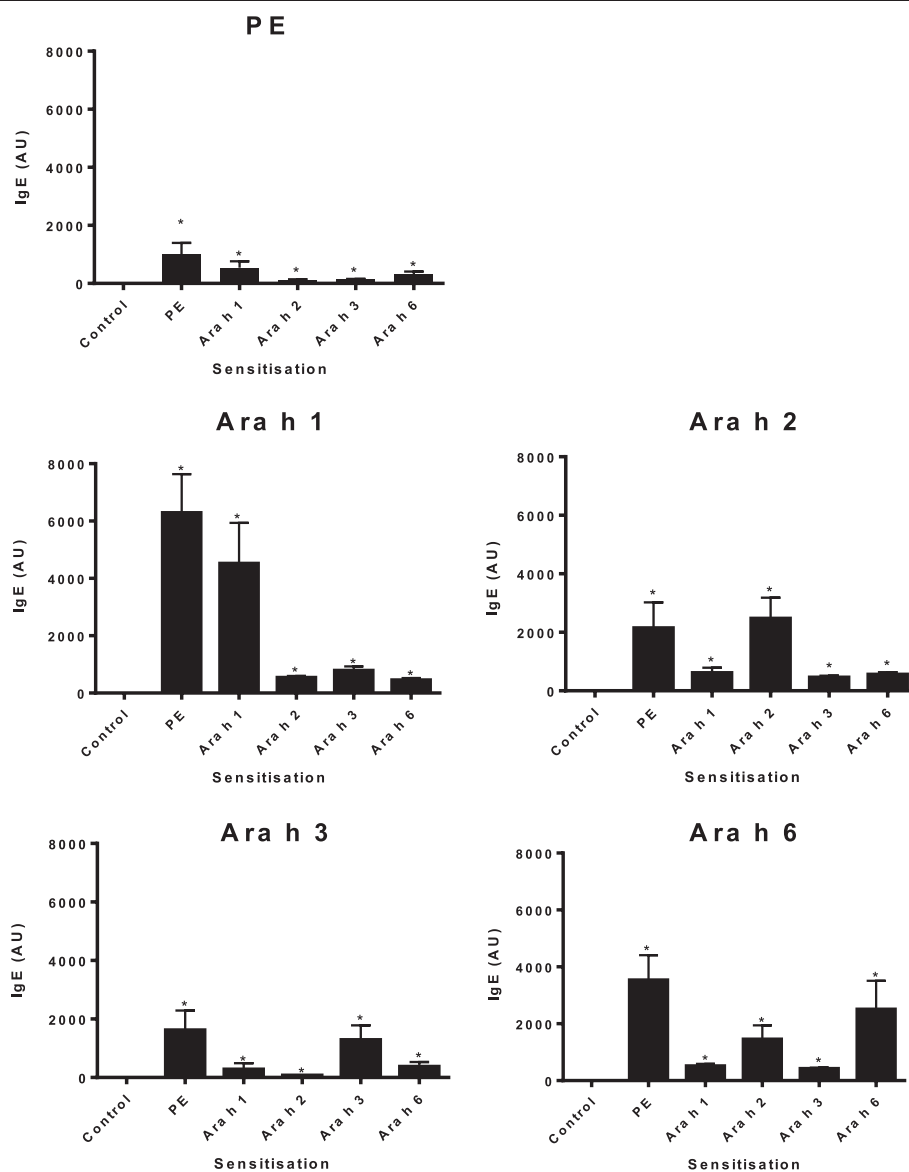 PE
8000
6000
4000
2000
0
IgE (AU)
* * * * *
Control PE Ara h 1 Ara h 2 Ara h 3 Ara h 6
Sensitisation
Ara h 1
8000
6000
4000
2000
0
IgE (AU)
* * * * *
Control PE Ara h 1 Ara h 2 Ara h 3 Ara h 6
Sensitisation
Ara h 2
8000
6000
4000
2000
0
IgE (AU)
* * * * *
Control PE Ara h 1 Ara h 2 Ara h 3 Ara h 6
Sensitisation
Ara h 3
8000
6000
4000
2000
0
IgE (AU)
* * * * *
Control PE Ara h 1 Ara h 2 Ara h 3 Ara h 6
Sensitisation
Ara h 6
8000
6000
4000
2000
0
IgE (AU)
* * * * *
Control PE Ara h 1 Ara h 2 Ara h 3 Ara h 6
Sensitisation